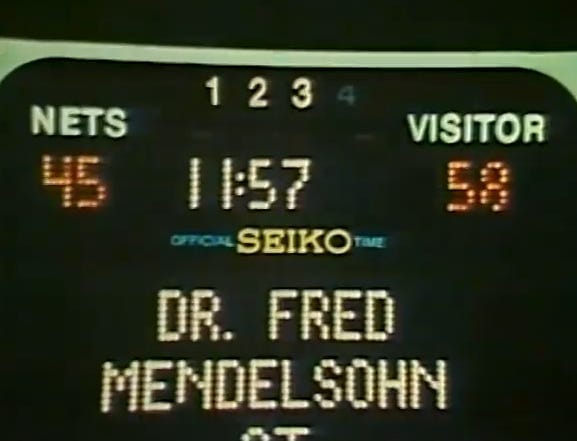 1 2 3 4
NETS VISITOR
45 11:57 58
OFFICIAL SEIKO TIME
DR. FRED
MENDELSOHN